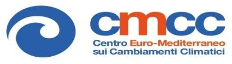 cmcc
Centro Euro-Mediterraneo
sui Cambiamenti Climatici